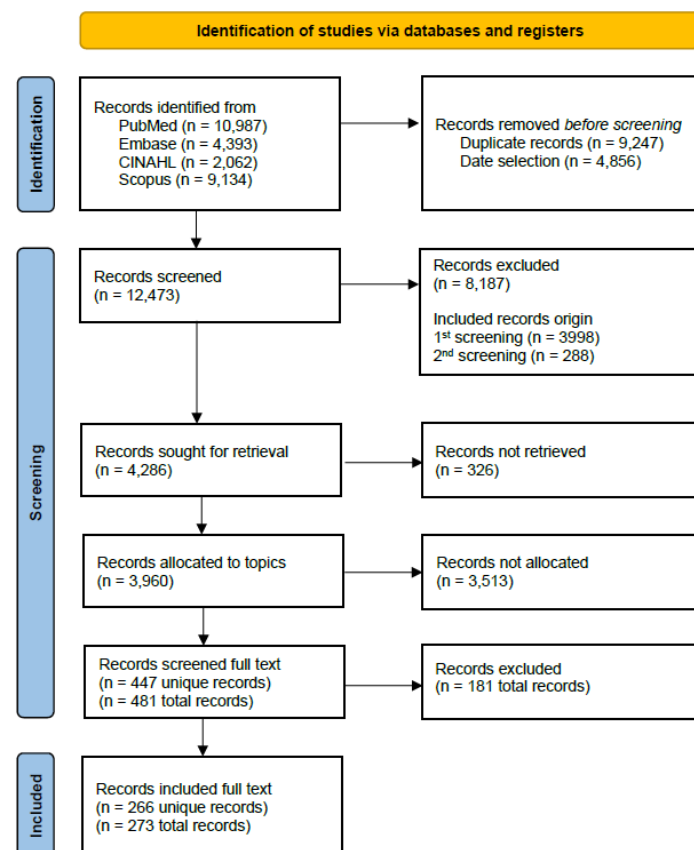 Identification of studies via databases and registers
Identification
Records identified from
PubMed (n = 10,987)
Embase (n = 4,393)
CINAHL (n = 2,062)
Scopus (n = 9,134)
Records removed before screening
Duplicate records (n = 9,247)
Date selection (n = 4,856)
Screening
Records screened
(n = 12,473)
Records excluded
(n = 8,187)
Included records origin
1st screening (n = 3998)
2nd screening (n = 288)
Records sought for retrieval
(n = 4,286)
Records not retrieved
(n = 326)
Records allocated to topics
(n = 3,960)
Records not allocated
(n = 3,513)
Records screened full text
(n = 447 unique records)
(n = 481 total records)
Records excluded
(n = 181 total records)
Included
Records included full text
(n = 266 unique records)
(n = 273 total records)